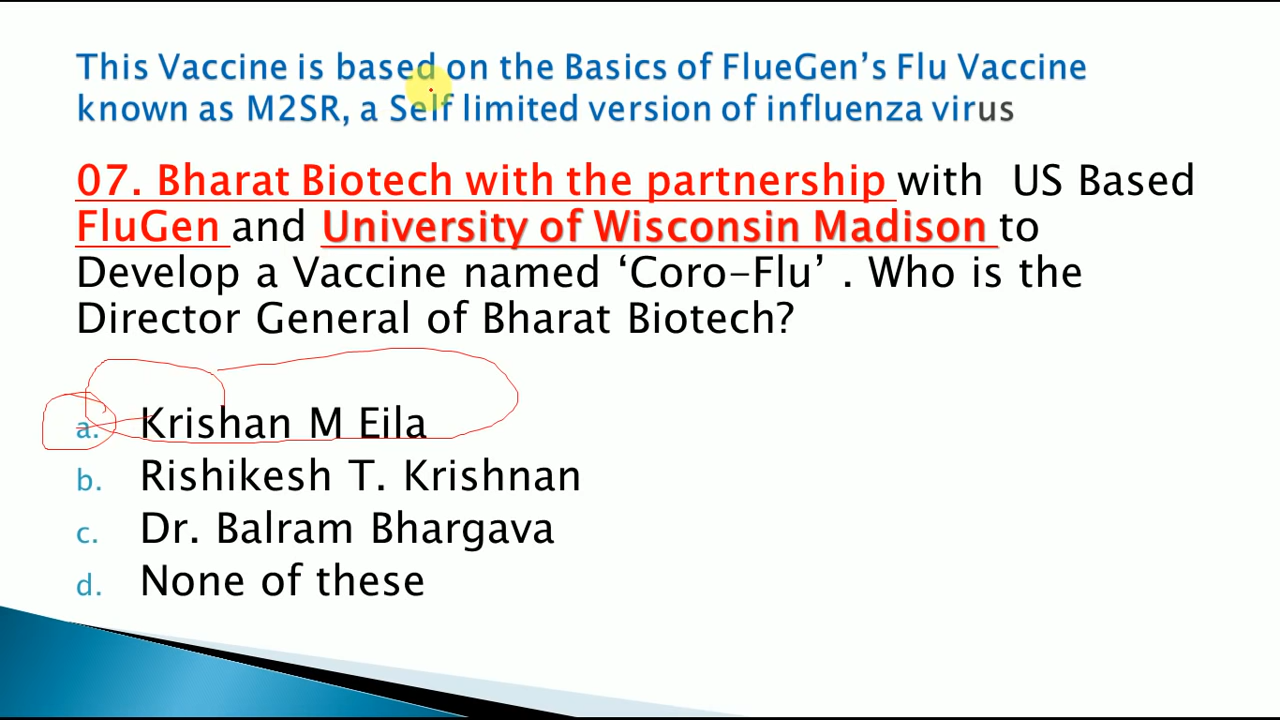 This Vaccine is based on the Basics of FlueGen’s Flu Vaccine
known as M2SR, a Self limited version of influenza virus
07. Bharat Biotech with the partnership with US Based
FluGen and University of Wisconsin Madison to
Develop a Vaccine named ‘Coro-Flu’ . Who is the
Director General of Bharat Biotech?
a. Krishan M Eila
b. Rishikesh T. Krishnan
c. Dr. Balram Bhargava
d. None of these